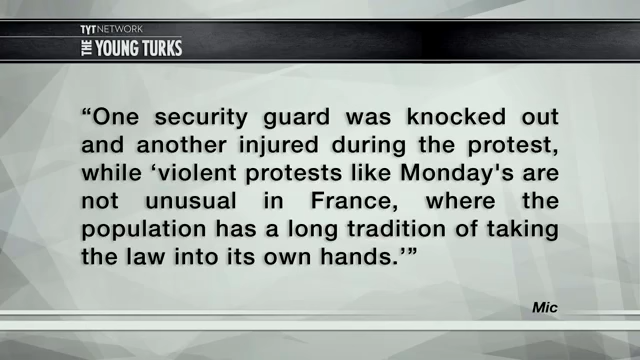 TYT NETWORK
THE YOUNG TURKS
“One security guard was knocked out
and another injured during the protest,
while ‘violent protests like Monday's are
not unusual in France, where the
population has a long tradition of taking
the law into its own hands.’”
Mic